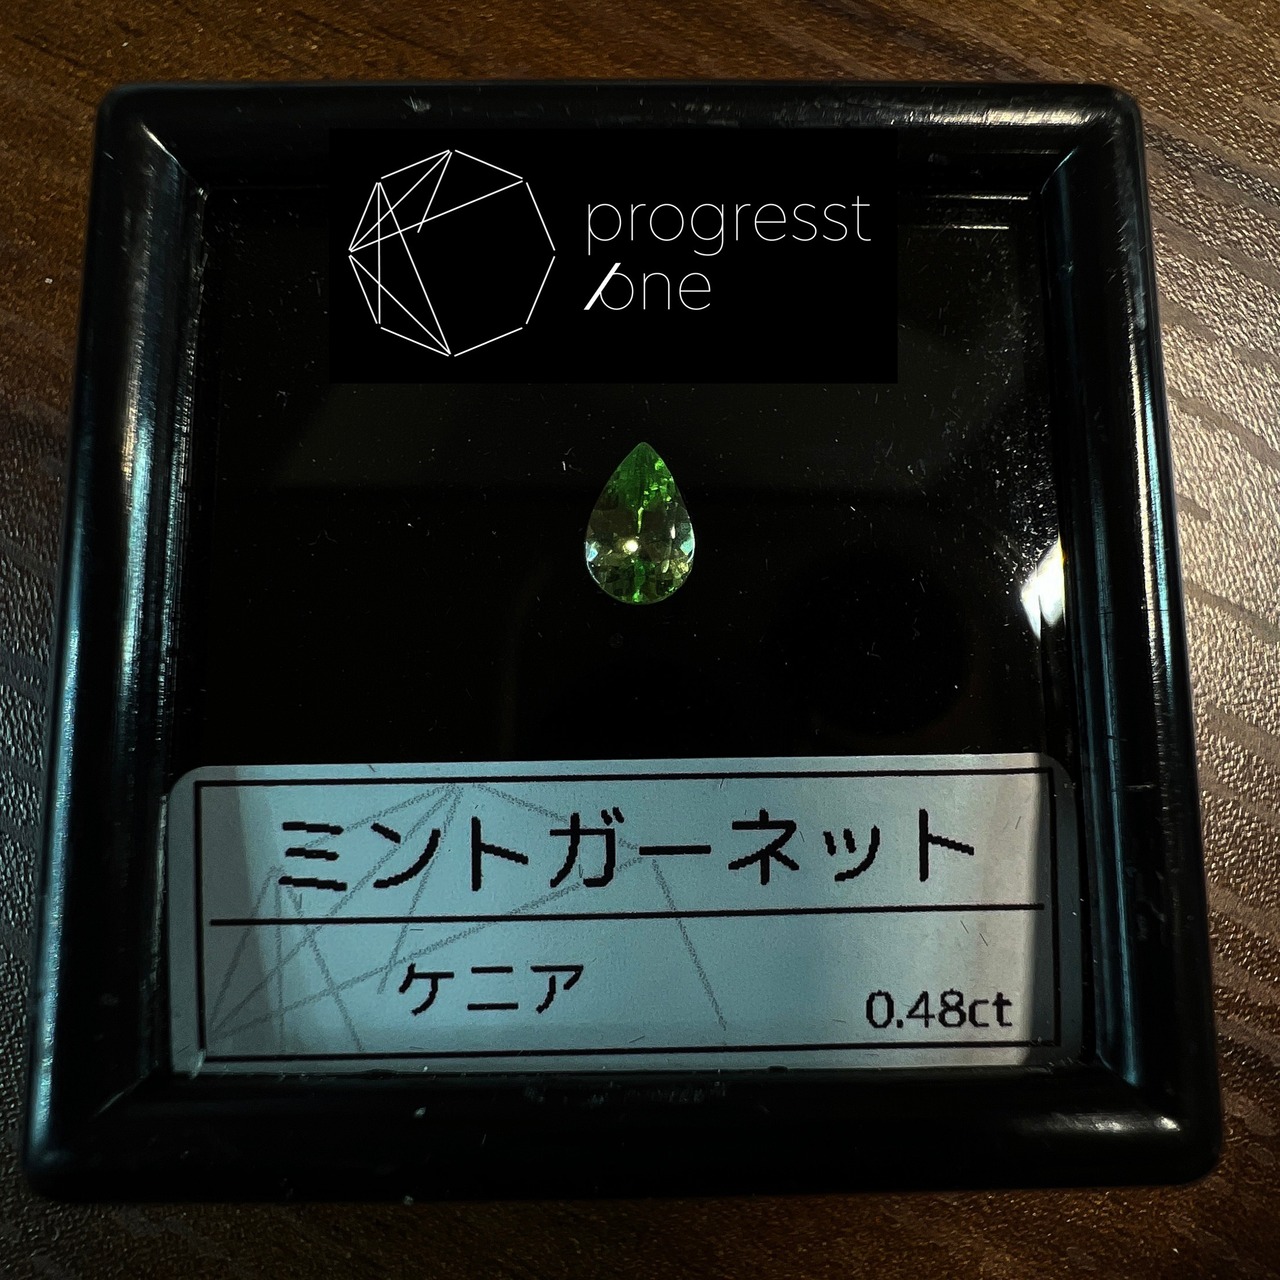 progresst
one
ミントガーネット
ケニア
0.48ct